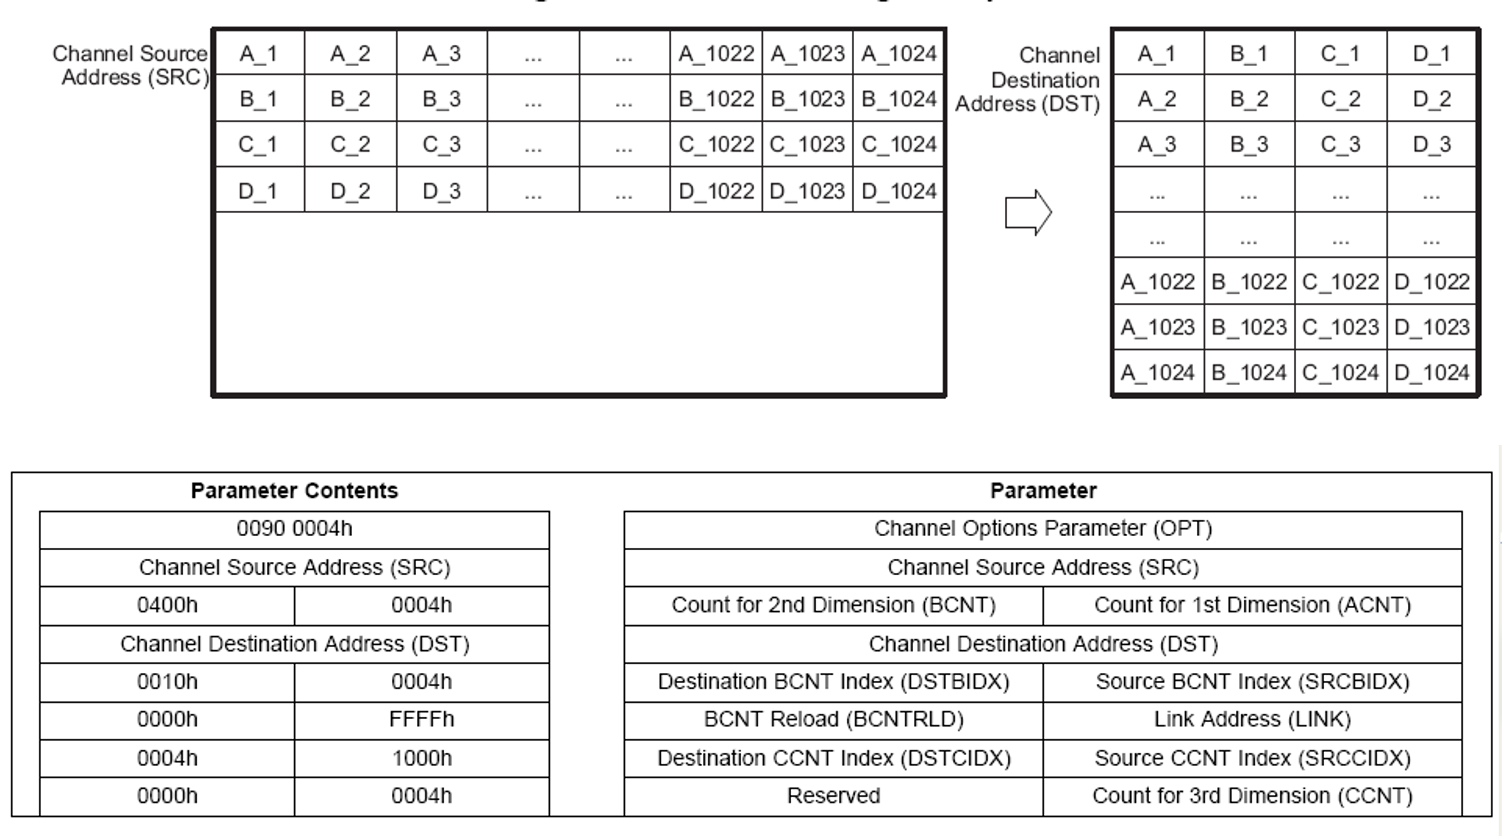 Channel Source
Address (SRC)
A_1 A_2 A_3 ... ... A_1022 A_1023 A_1024
B_1 B_2 B_3 ... ... B_1022 B_1023 B_1024
C_1 C_2 C_3 ... ... C_1022 C_1023 C_1024
D_1 D_2 D_3 ... ... D_1022 D_1023 D_1024
Channel
Destination
Address (DST)
A_1 B_1 C_1 D_1
A_2 B_2 C_2 D_2
A_3 B_3 C_3 D_3
... ... ... ...
... ... ... ...
A_1022 B_1022 C_1022 D_1022
A_1023 B_1023 C_1023 D_1023
A_1024 B_1024 C_1024 D_1024
Parameter Contents Parameter
0090 0004h Channel Options Parameter (OPT)
Channel Source Address (SRC) Channel Source Address (SRC)
0400h 0004h Count for 2nd Dimension (BCNT) Count for 1st Dimension (ACNT)
Channel Destination Address (DST) Channel Destination Address (DST)
0010h 0004h Destination BCNT Index (DSTBIDX) Source BCNT Index (SRCBIDX)
0000h FFFFh BCNT Reload (BCNTRLD) Link Address (LINK)
0004h 1000h Destination CCNT Index (DSTCIDX) Source CCNT Index (SRCCIDX)
0000h 0004h Reserved Count for 3rd Dimension (CCNT)